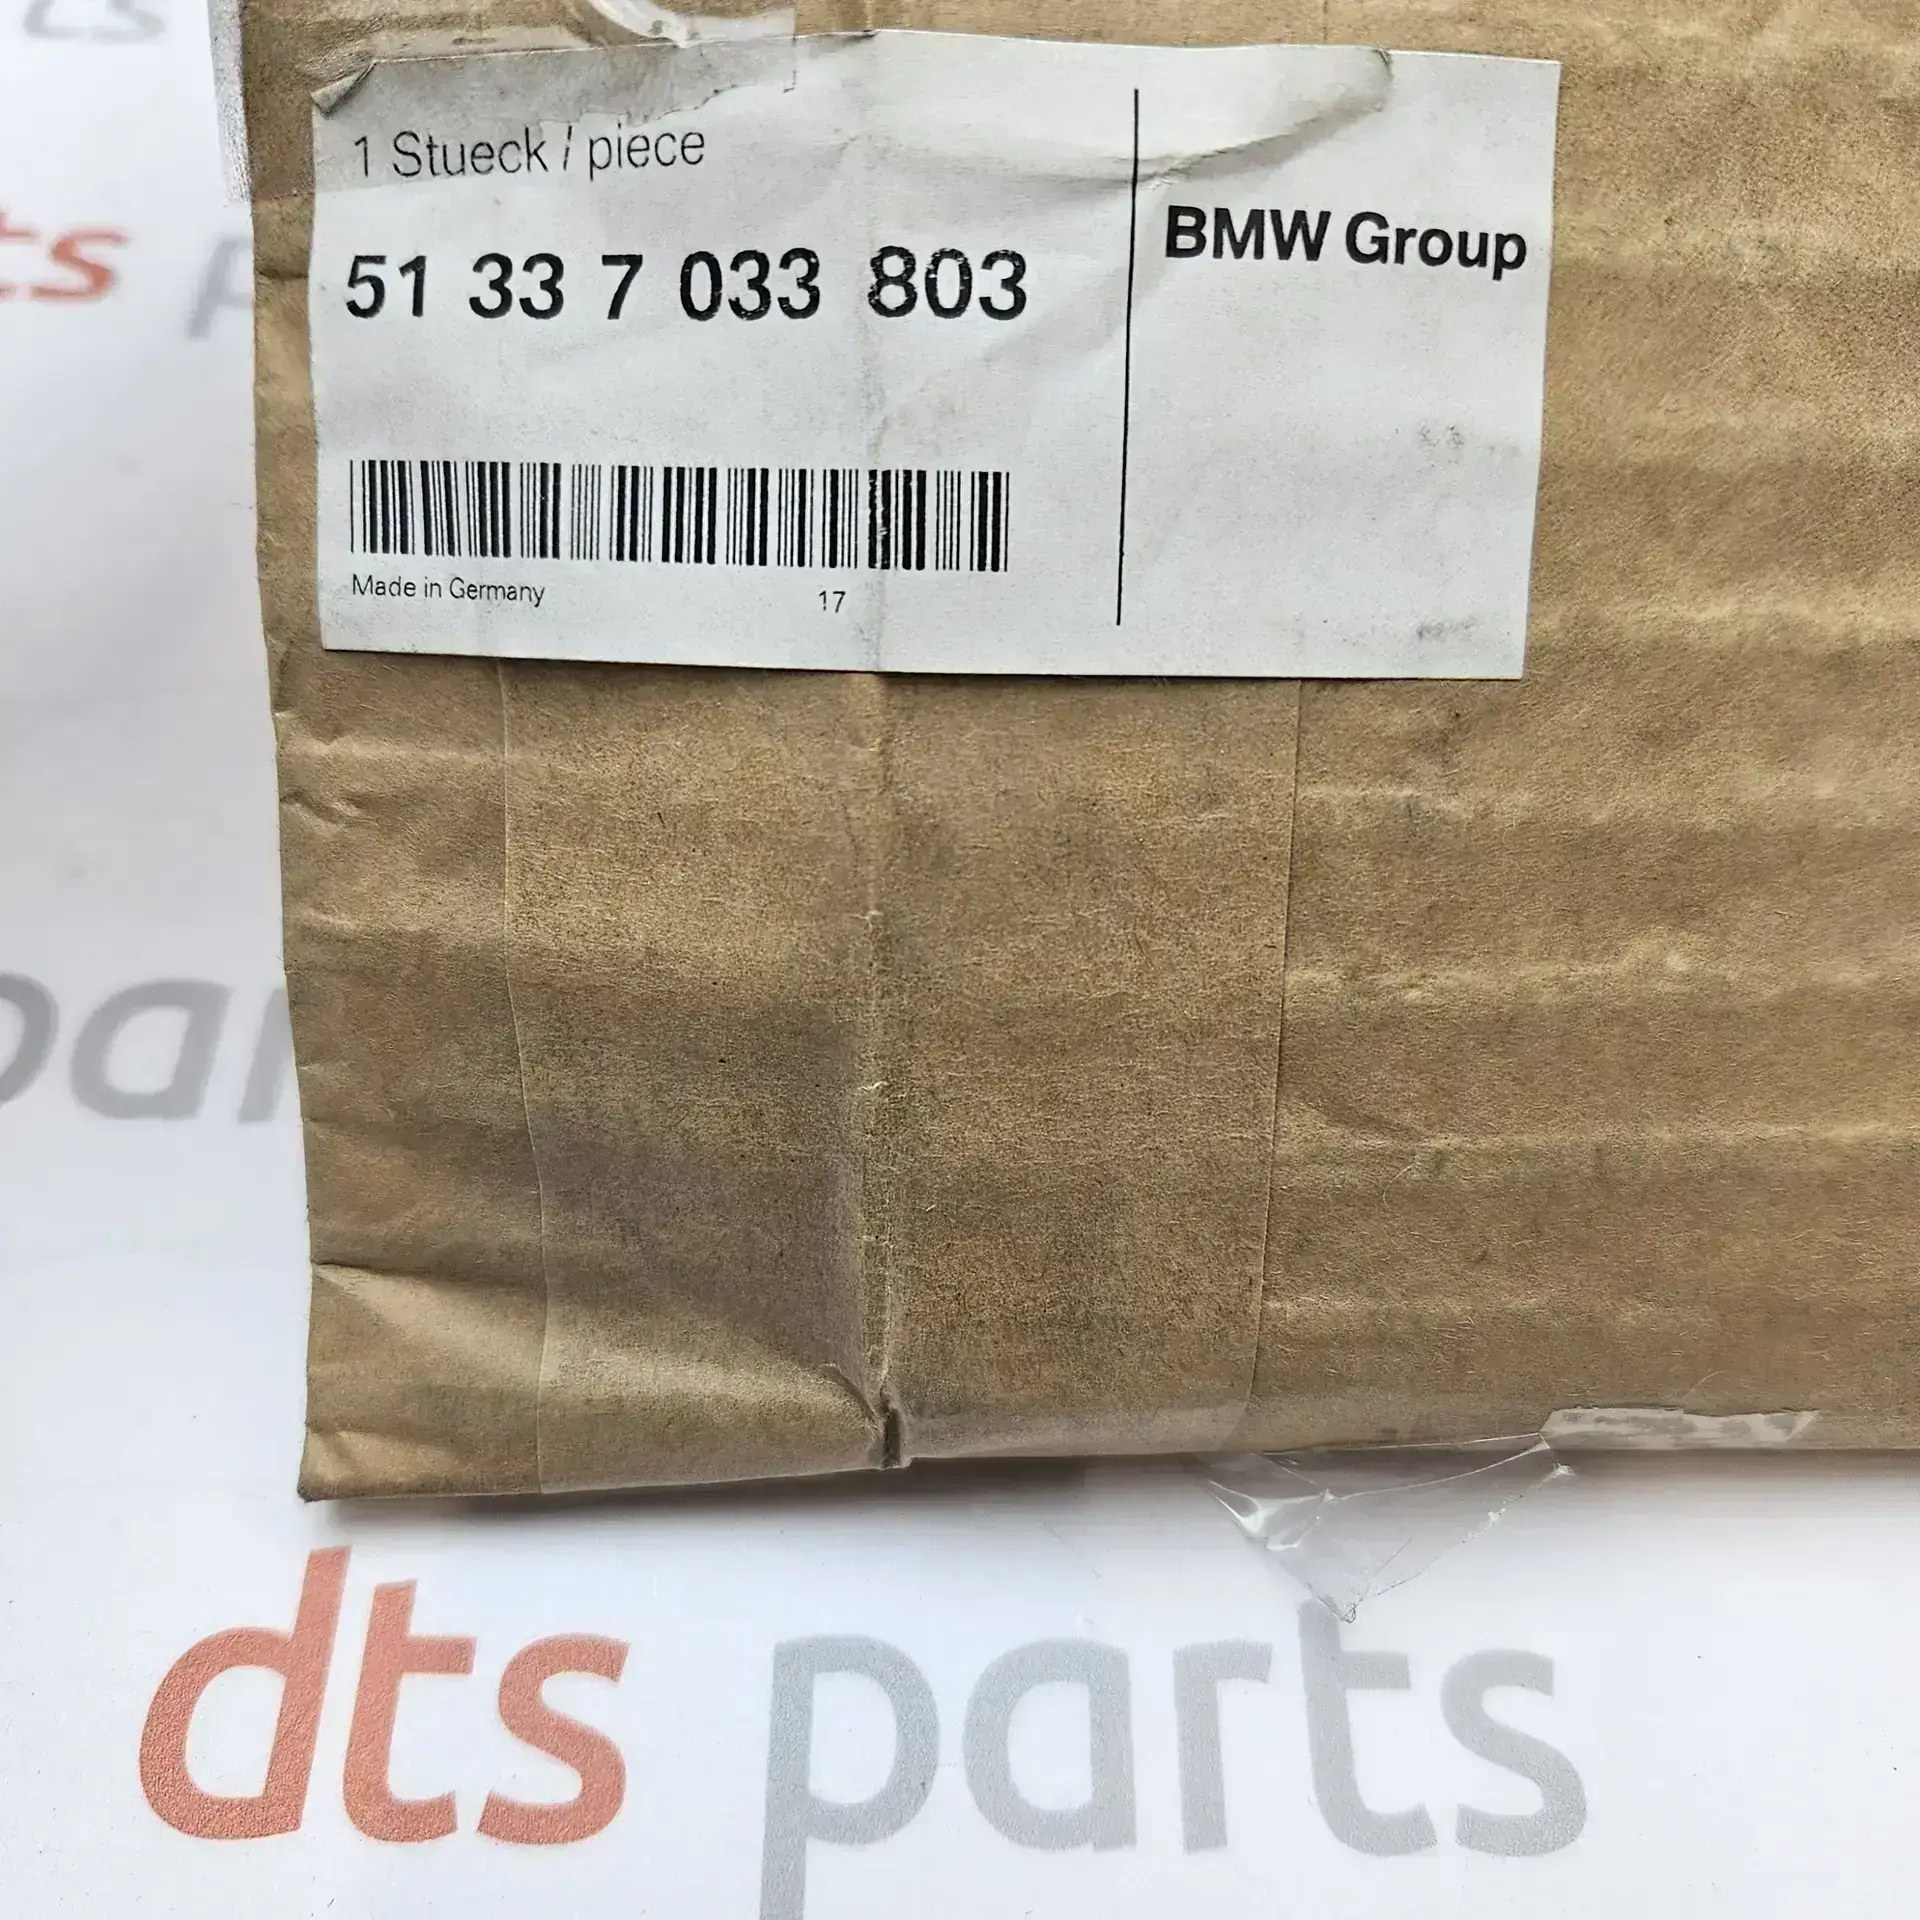 1 Stueck / piece
51 33 7 033 803
BMW Group
Made in Germany
17
dts parts